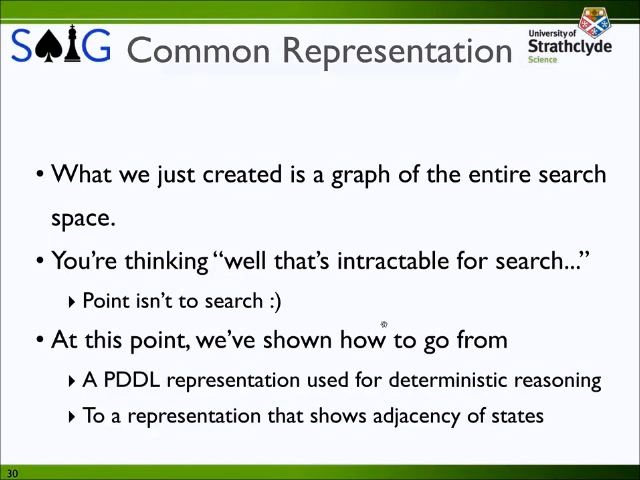 S♠iG Common Representation
University of
Strathclyde
Science
• What we just created is a graph of the entire search
space.
• You’re thinking “well that’s intractable for search...”
▸ Point isn’t to search :)
• At this point, we’ve shown how to go from
▸ A PDDL representation used for deterministic reasoning
▸ To a representation that shows adjacency of states
30